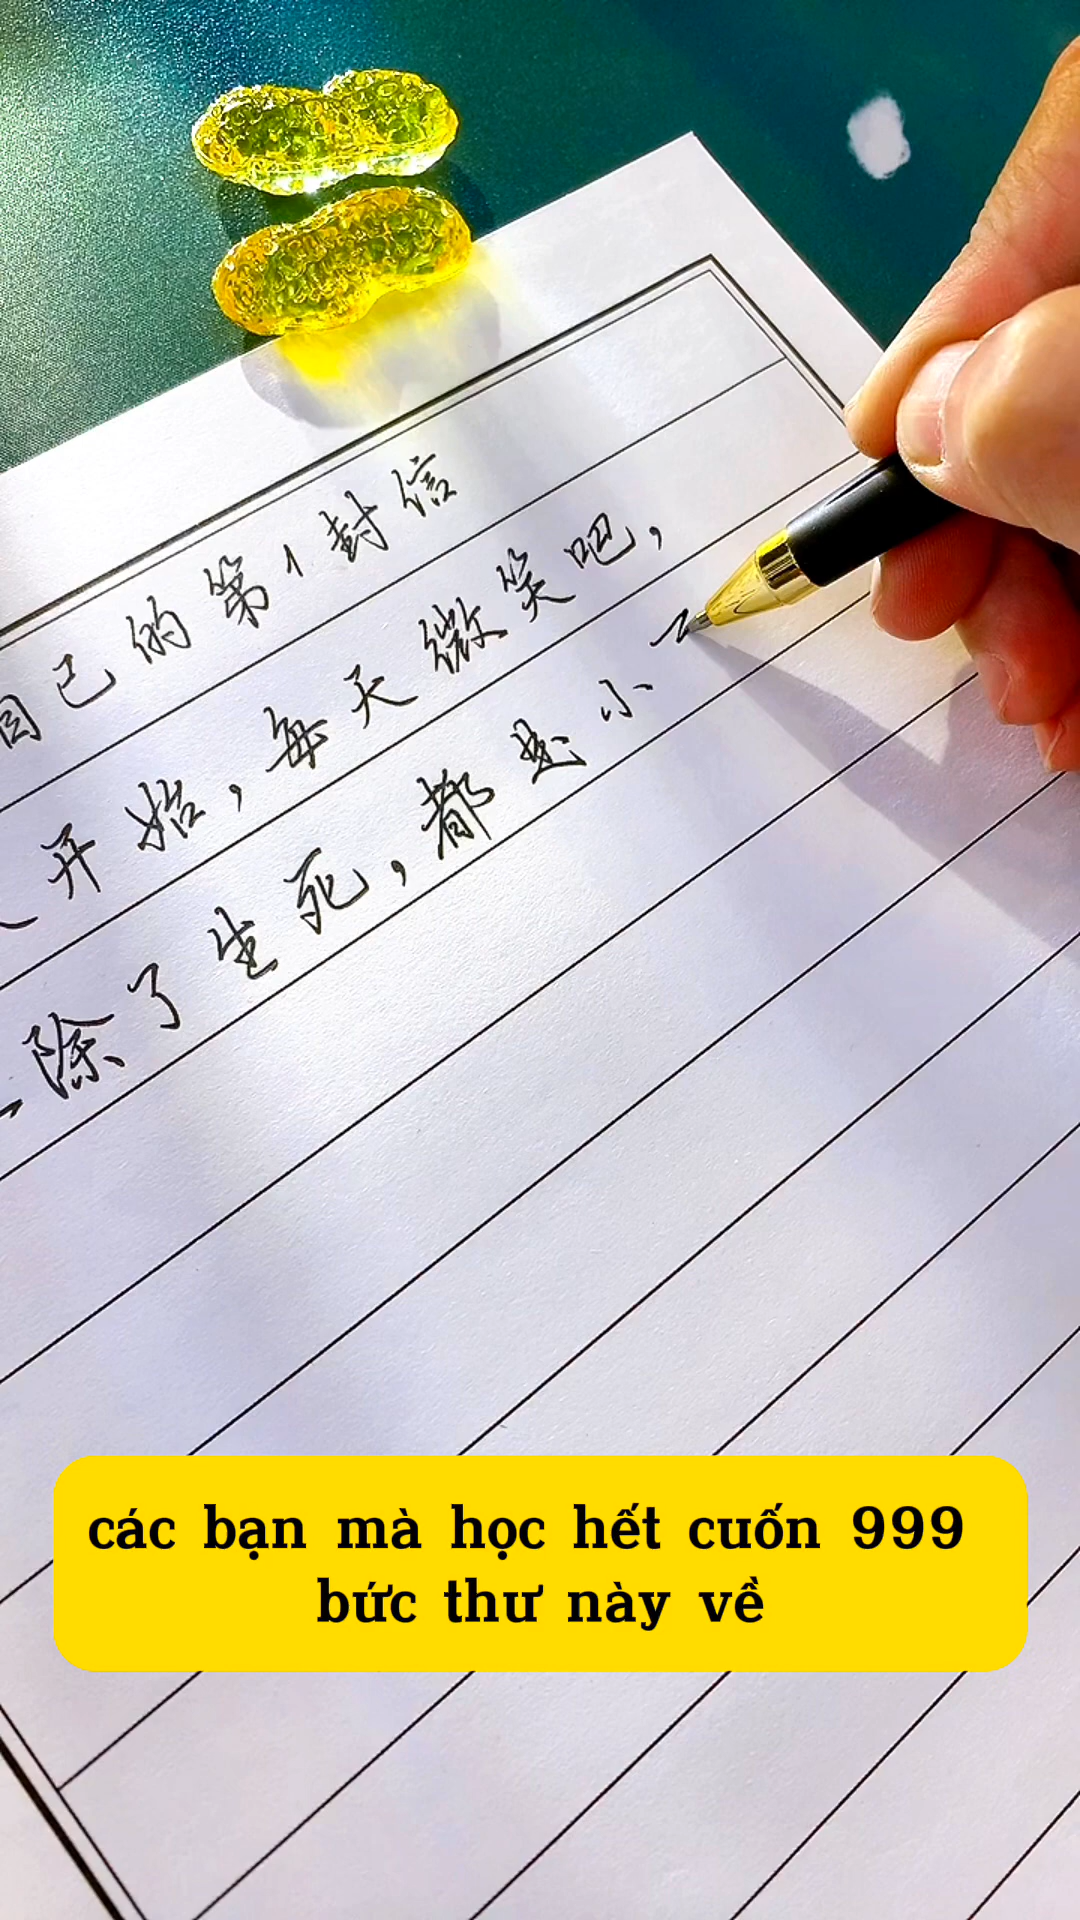 自己的第1封信
开始,每天微笑吧,
除了生死,都是小
các bạn mà học hết cuốn 999
bức thư này về